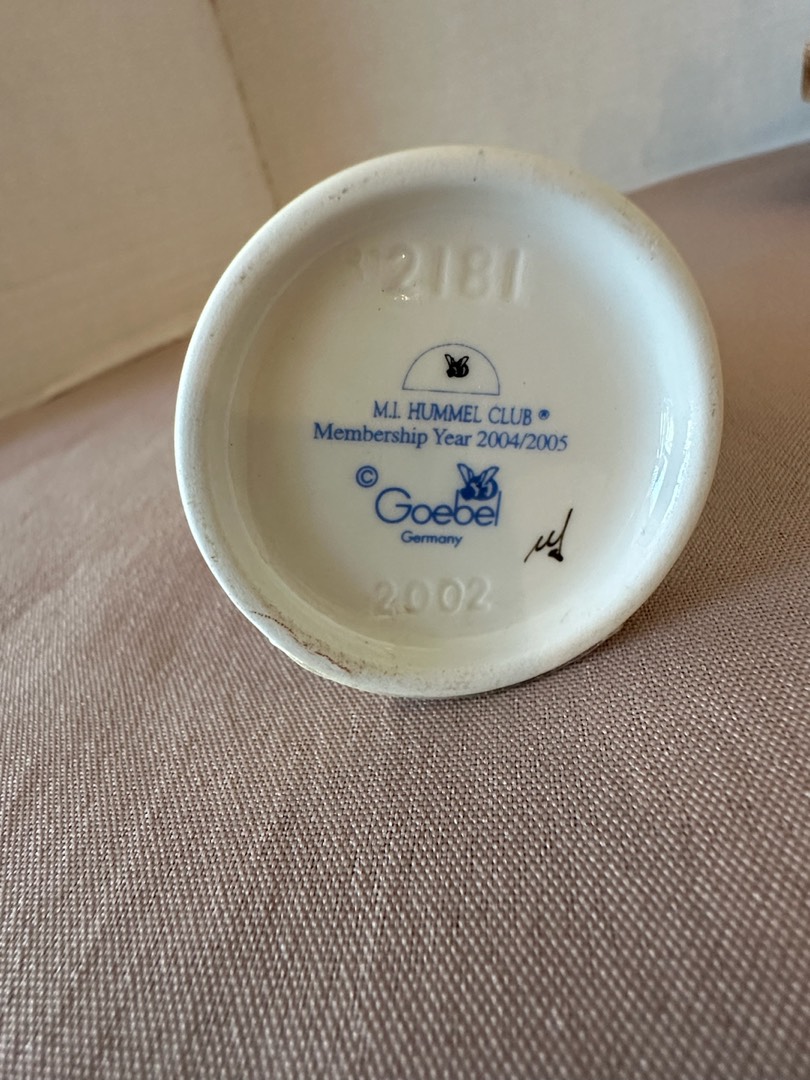 2181
M.I. HUMMEL CLUB ®
Membership Year 2004/2005
© Goebel
Germany
2002